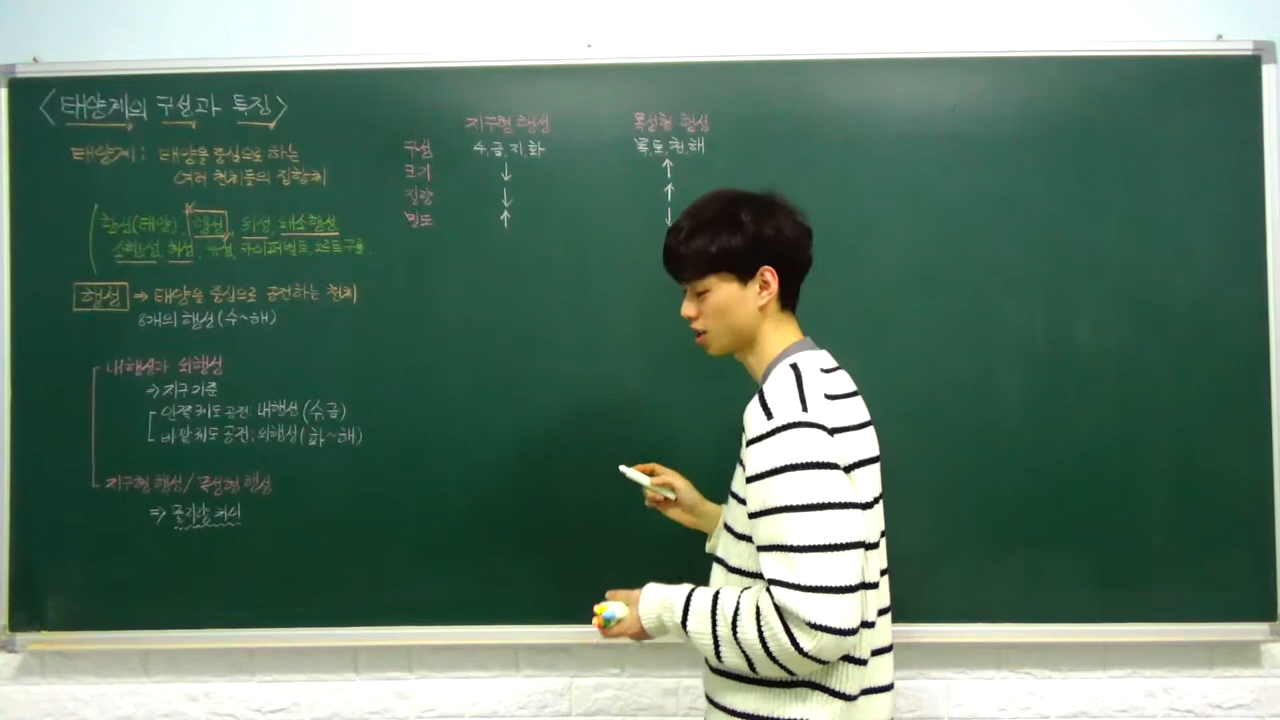 <태양계의 구성과 특징>
태양계 : 태양을 중심으로 하는
여러 천체들의 집합체
항성(태양), 행성, 위성, 왜소행성
소행성, 혜성, 유성, 카이퍼벨트, 오르트구름.
행성 ⇒ 태양을 중심으로 공전하는 천체
8개의 행성(수~해)
내행성과 외행성
⇒ 지구 기준
안쪽 궤도 공전; 내행성(수,금)
바깥 궤도 공전; 외행성(화~해)
지구형 행성/목성형 행성
⇒ 물리량 차이
지구형 행성 목성형 행성
구성 수,금,지,화 목,토,천,해
크기 ↓ ↑
질량 ↓ ↑
밀도 ↑ ↓